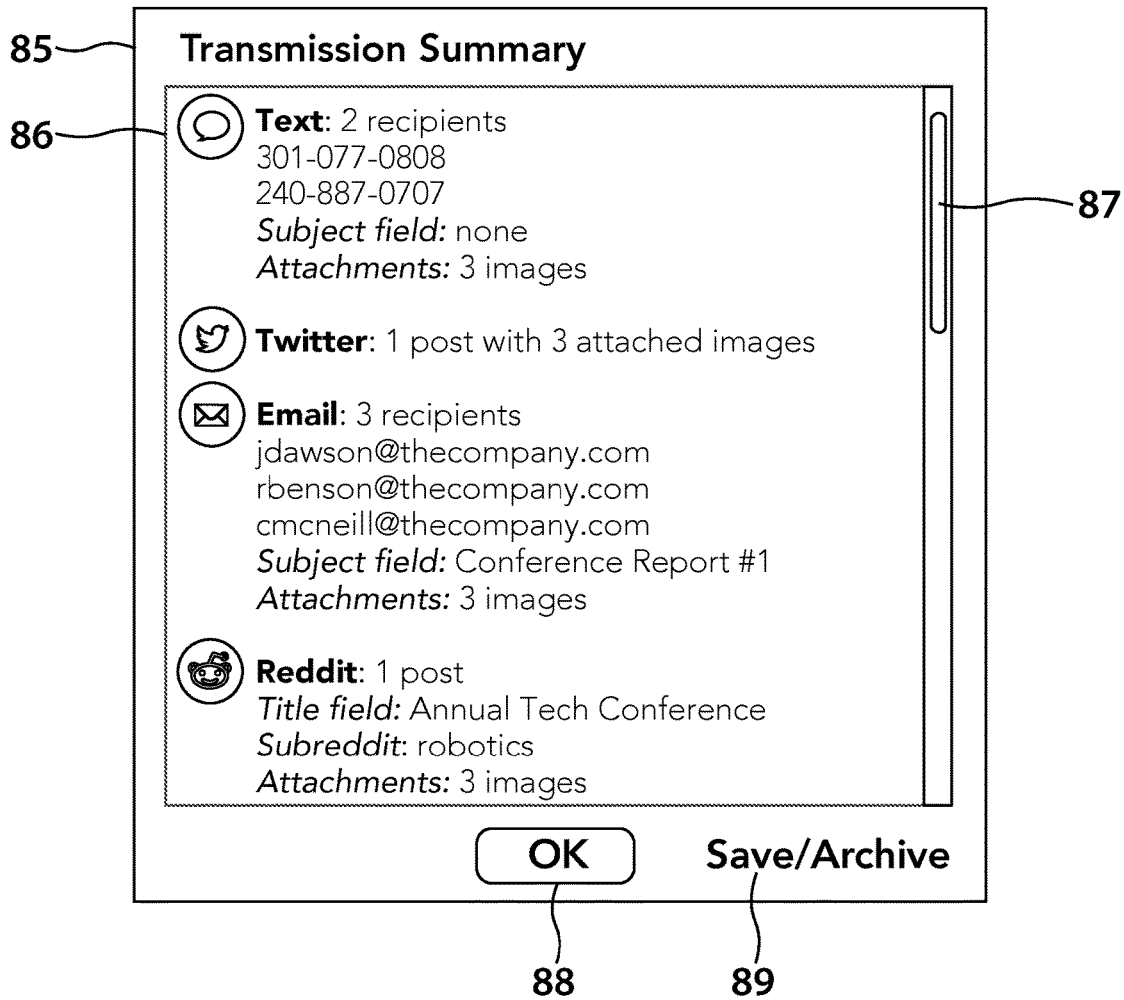 85
Transmission Summary
86
Text: 2 recipients
301-077-0808
240-887-0707
87
Subject field: none
Attachments: 3 images
Twitter: 1 post with 3 attached images
Email: 3 recipients
jdawson@thecompany.com
rbenson@thecompany.com
cmcneill@thecompany.com
Subject field: Conference Report #1
Attachments: 3 images
Reddit: 1 post
Title field: Annual Tech Conference
Subreddit: robotics
Attachments: 3 images
OK
Save/Archive
88
89